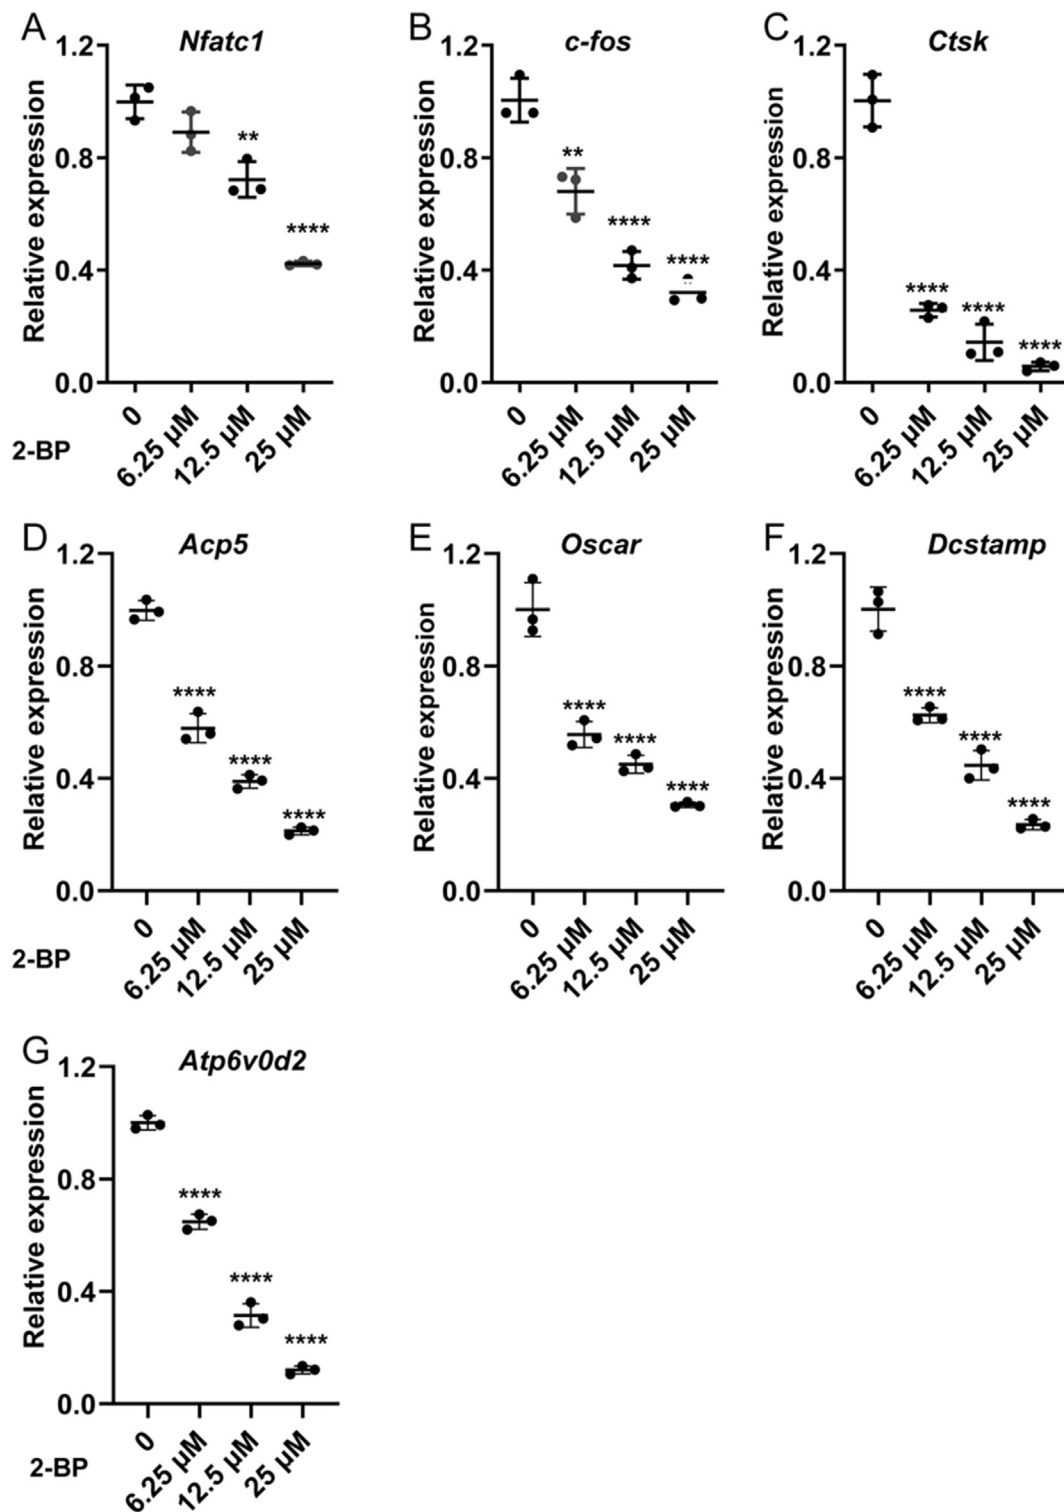 A
Nfatc1
Relative expression
1.2
0.8
0.4
0.0
**
****
0
6.25 µM
12.5 µM
25 µM
2-BP
B
c-fos
Relative expression
1.2
0.8
0.4
0.0
**
****
****
0
6.25 µM
12.5 µM
25 µM
C
Ctsk
Relative expression
1.2
0.8
0.4
0.0
****
****
****
0
6.25 µM
12.5 µM
25 µM
D
Acp5
Relative expression
1.2
0.8
0.4
0.0
****
****
****
0
6.25 µM
12.5 µM
25 µM
2-BP
E
Oscar
Relative expression
1.2
0.8
0.4
0.0
****
****
****
0
6.25 µM
12.5 µM
25 µM
F
Dcstamp
Relative expression
1.2
0.8
0.4
0.0
****
****
****
0
6.25 µM
12.5 µM
25 µM
G
Atp6v0d2
Relative expression
1.2
0.8
0.4
0.0
****
****
****
0
6.25 µM
12.5 µM
25 µM
2-BP